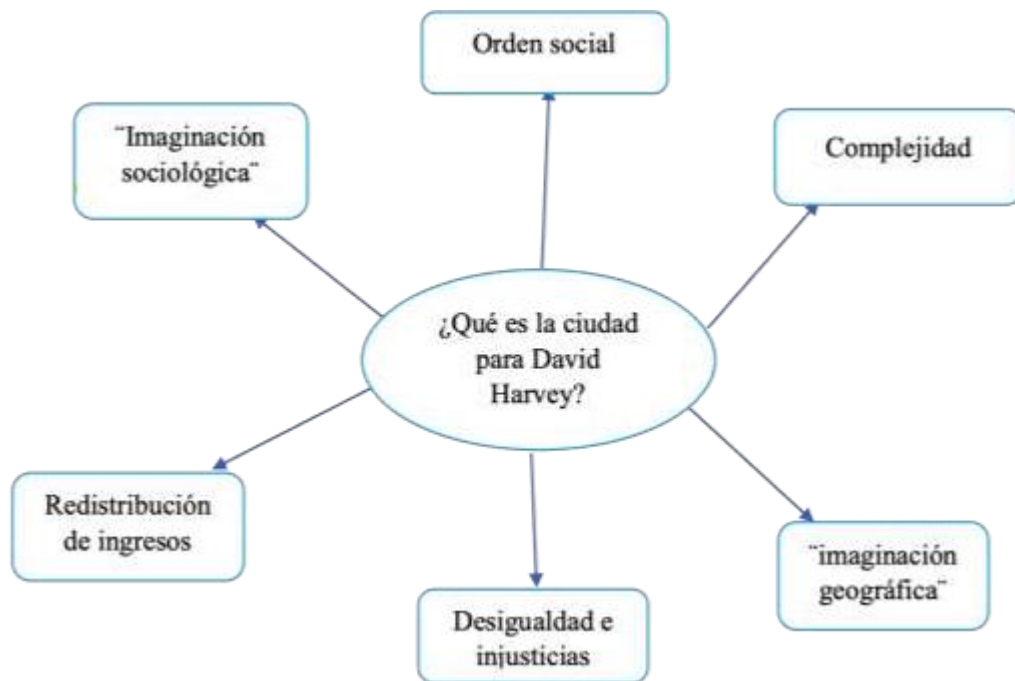 Orden social
¨Imaginación
sociológica¨
Complejidad
¿Qué es la ciudad
para David
Harvey?
Redistribución
de ingresos
¨imaginación
geográfica¨
Desigualdad e
injusticias